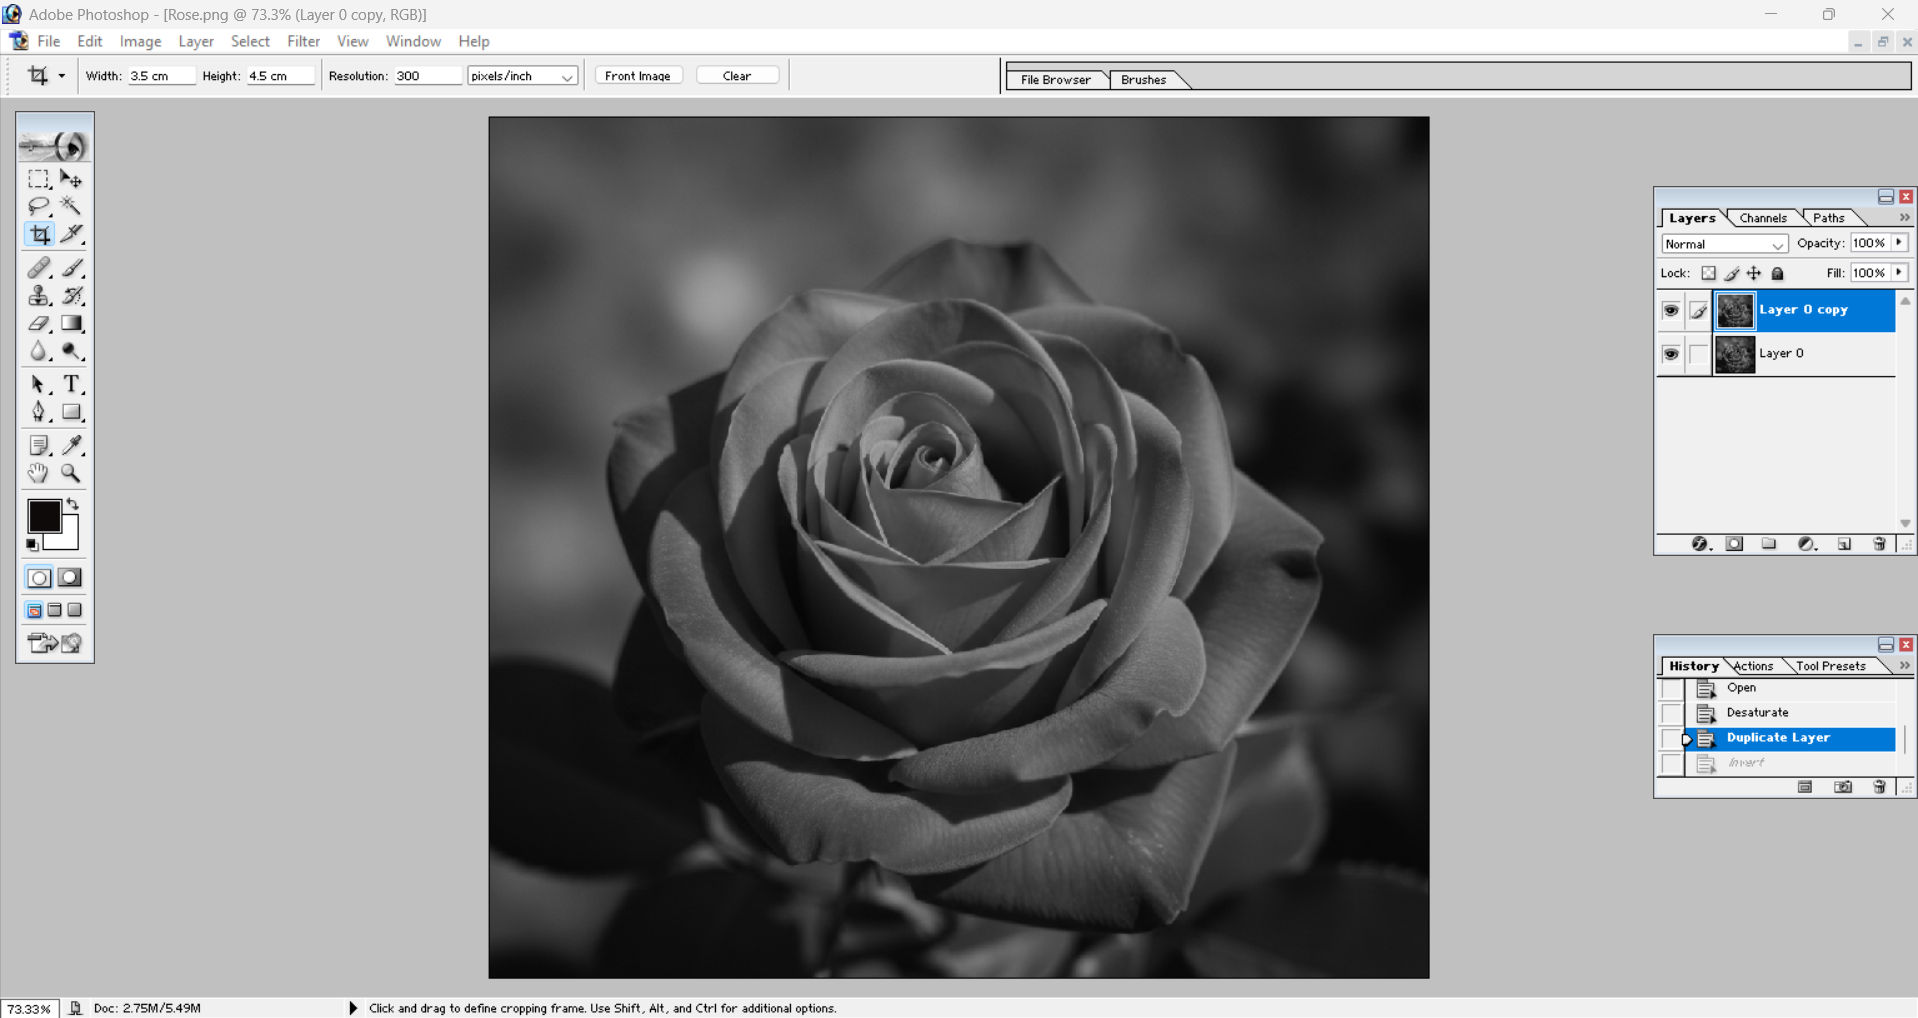 Adobe Photoshop - [Rose.png @ 73.3% (Layer 0 copy, RGB)]
File Edit Image Layer Select Filter View Window Help
Width: 3.5 cm Height: 4.5 cm Resolution: 300 pixels/inch Front Image Clear File Browser Brushes
Layers Channels Paths
Normal Opacity: 100%
Lock: Fill: 100%
Layer 0 copy
Layer 0
T
History Actions Tool Presets
Open
Desaturate
Duplicate Layer
Invert
73.33% Doc: 2.75M/5.49M Click and drag to define cropping frame. Use Shift, Alt, and Ctrl for additional options.